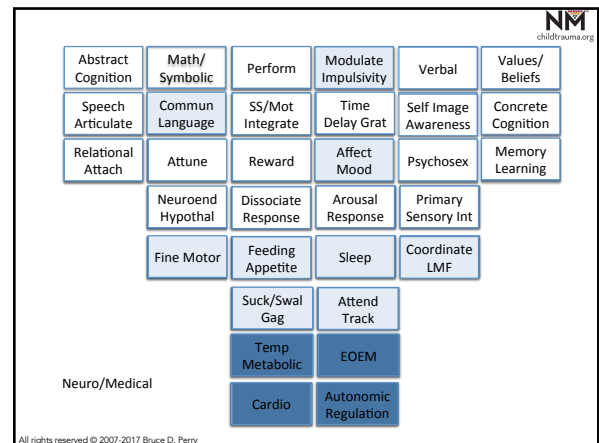 NM
childtrauma.org
Abstract Cognition
Math/ Symbolic
Perform
Modulate Impulsivity
Verbal
Values/ Beliefs
Speech Articulate
Commun Language
SS/Mot Integrate
Time Delay Grat
Self Image Awareness
Concrete Cognition
Relational Attach
Attune
Reward
Affect Mood
Psychosex
Memory Learning
Neuroend Hypothal
Dissociate Response
Arousal Response
Primary Sensory Int
Fine Motor
Feeding Appetite
Sleep
Coordinate LMF
Suck/Swal Gag
Attend Track
Temp Metabolic
EOEM
Neuro/Medical
Cardio
Autonomic Regulation
All rights reserved © 2007-2017 Bruce D. Perry